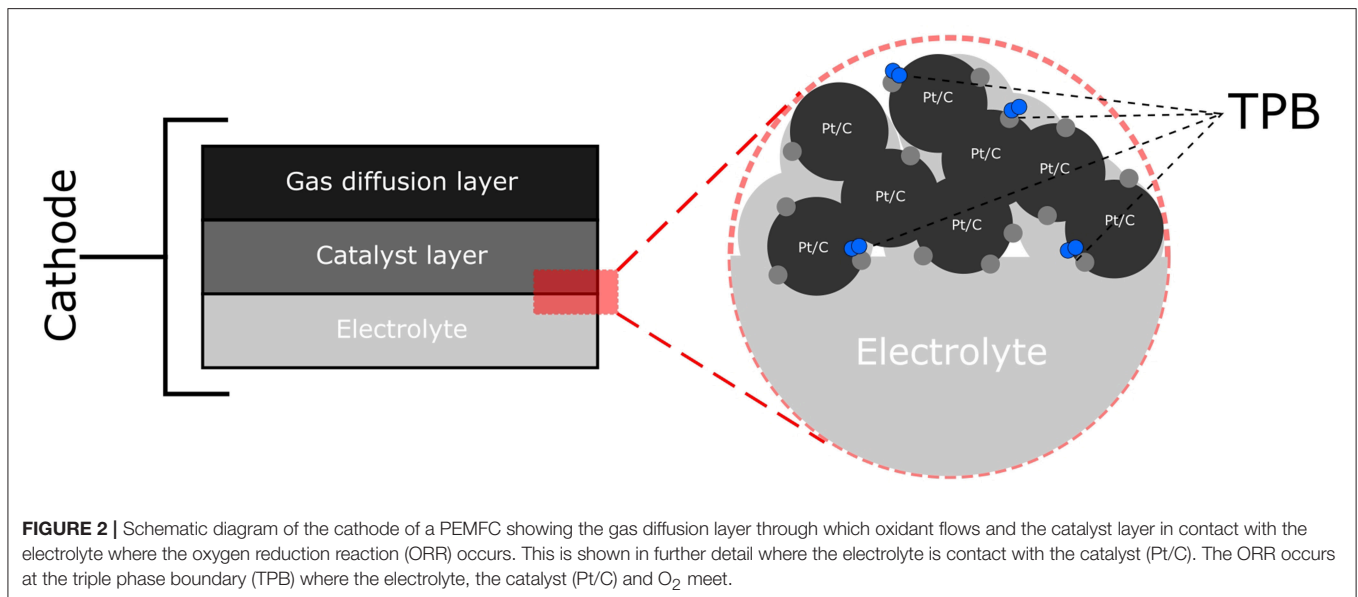 Cathode
Gas diffusion layer
Catalyst layer
Electrolyte
Pt/C
Pt/C
Pt/C
Pt/C
Pt/C
Pt/C
Pt/C
Pt/C
Electrolyte
TPB
FIGURE 2 | Schematic diagram of the cathode of a PEMFC showing the gas diffusion layer through which oxidant flows and the catalyst layer in contact with the
electrolyte where the oxygen reduction reaction (ORR) occurs. This is shown in further detail where the electrolyte is contact with the catalyst (Pt/C). The ORR occurs
at the triple phase boundary (TPB) where the electrolyte, the catalyst (Pt/C) and O₂ meet.